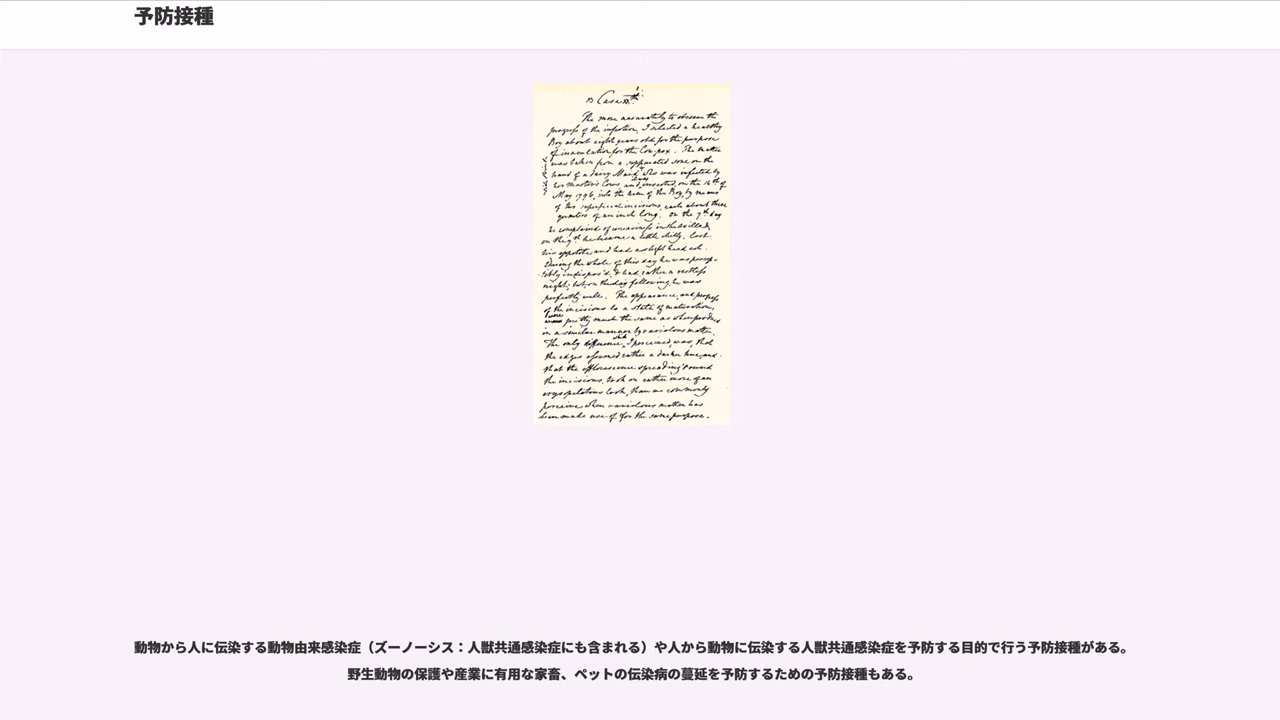 予防接種
Case
The more accurately to observe the
progress of the infection, I selected a healthy
Boy about eight years old for the purpose
of inoculation for the Cow-pox. The matter
was taken from a suppurated sore on the
hand of a dairy Maid who was infected by
her Master's Cows and inserted on the 14th of
May 1796, into the arm of the Boy by means
of two superficial incisions, each about three
quarters of an inch long. On the 7th day
he complained of uneasiness in the axilla,
on the 9th he became a little chilly, lost
his appetite and had a slight head ach.
During the whole of this day he was percep-
tibly indisposed, & had rather a restless
night; but, on the day following he was
perfectly well. The appearance and progress
of the incisions to a state of maturation,
were pretty much the same as when produced
in a similar manner by variolous matter.
The only difference which I perceived, was, that
the edges assumed rather a darker hue, and
that the efflorescence spreading round
the incisions, took on rather more of an
erysipelatous look, than we commonly
perceive when variolous matter has
been made use of for the same purpose.
動物から人に伝染する動物由来感染症（ズーノーシス：人獣共通感染症にも含まれる）や人から動物に伝染する人獣共通感染症を予防する目的で行う予防接種がある。
野生動物の保護や産業に有用な家畜、ペットの伝染病の蔓延を予防するための予防接種もある。